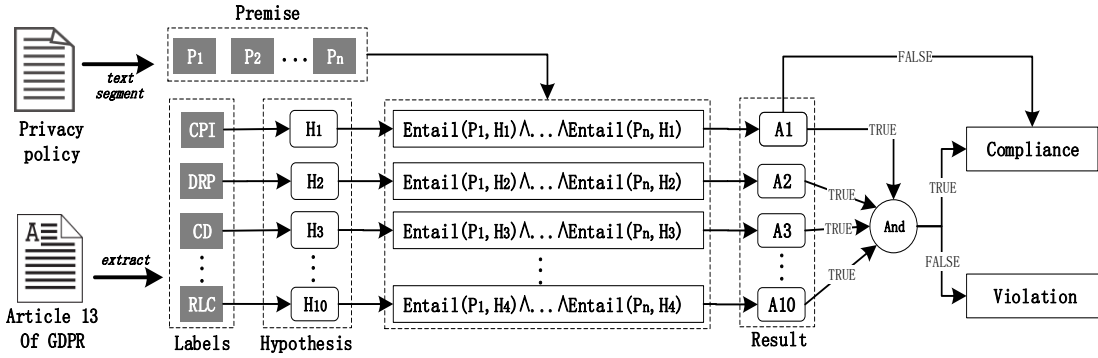 Premise
P1 P2 ... Pn
text
segment
Privacy
policy
FALSE
CPI H1 Entail(P1,H1)∧...∧Entail(Pn,H1) A1 TRUE
Compliance
DRP H2 Entail(P1,H2)∧...∧Entail(Pn,H2) A2 TRUE
TRUE
CD H3 Entail(P1,H3)∧...∧Entail(Pn,H3) A3 TRUE
And
FALSE
extract
TRUE
RLC H10 Entail(P1,H4)∧...∧Entail(Pn,H4) A10
Violation
A
Article 13
Of GDPR
Labels Hypothesis Result